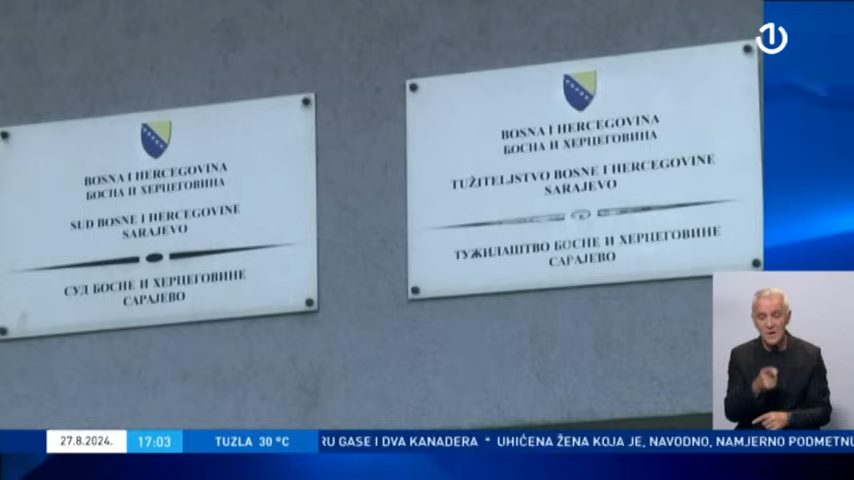 BOSNA I HERCEGOVINA
БОСНА И ХЕРЦЕГОВИНА
SUD BOSNE I HERCEGOVINE
SARAJEVO
СУД БОСНЕ И ХЕРЦЕГОВИНЕ
САРАЈЕВО
BOSNA I HERCEGOVINA
БОСНА И ХЕРЦЕГОВИНА
TUŽITELJSTVO BOSNE I HERCEGOVINE
SARAJEVO
ТУЖИЛАШТВО БОСНЕ И ХЕРЦЕГОВИНЕ
САРАЈЕВО
27.8.2024. 17:03 TUZLA 30 °C RU GASE I DVA KANADERA * UHIĆENA ŽENA KOJA JE, NAVODNO, NAMJERNO PODMETNU